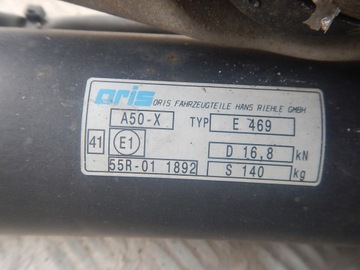 oris ORIS FAHRZEUGTEILE HANS RIEHLE GMBH
A50-X TYP E 469
41 E1 D 16,8 kN
55R-01 1892 S 140 kg